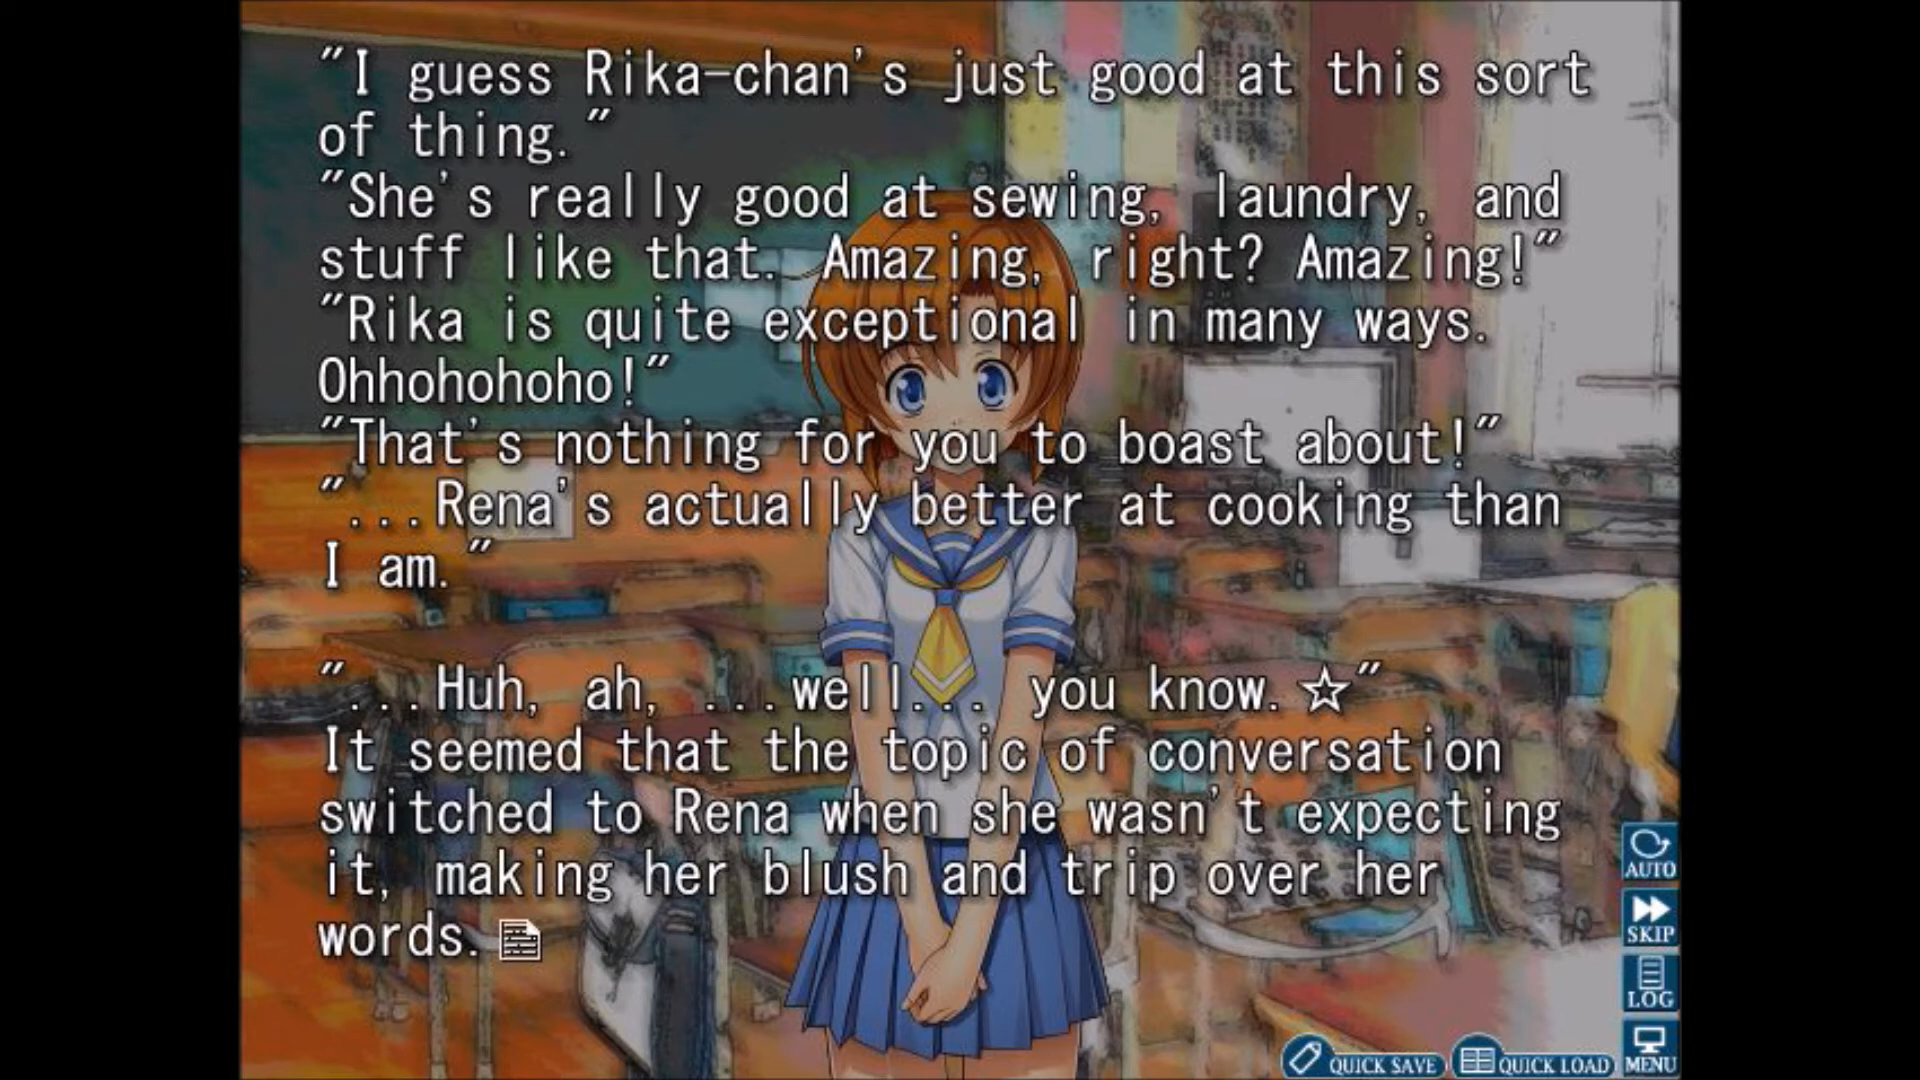 "I guess Rika-chan's just good at this sort
of thing."
"She's really good at sewing, laundry, and
stuff like that. Amazing, right? Amazing!"
"Rika is quite exceptional in many ways.
Ohhohohoho!"
"That's nothing for you to boast about!"
"...Rena's actually better at cooking than
I am."
"...Huh, ah, ...well... you know.☆"
It seemed that the topic of conversation
switched to Rena when she wasn't expecting
it, making her blush and trip over her
words.
AUTO
SKIP
LOG
MENU
QUICK SAVE
QUICK LOAD